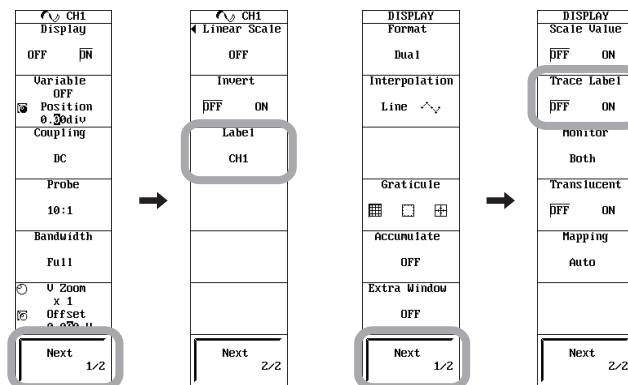 CH1
Display
OFF ON
Variable
OFF
Position
0.00div
Coupling
DC
Probe
10:1
Bandwidth
Full
V Zoom
x 1
Offset
Next
1/2
CH1
Linear Scale
OFF
Invert
OFF ON
Label
CH1
Next
2/2
DISPLAY
Format
Dual
Interpolation
Line
Graticule
Accumulate
OFF
Extra Window
OFF
Next
1/2
DISPLAY
Scale Value
OFF ON
Trace Label
OFF ON
Monitor
Both
Translucent
OFF ON
Mapping
Auto
Next
2/2